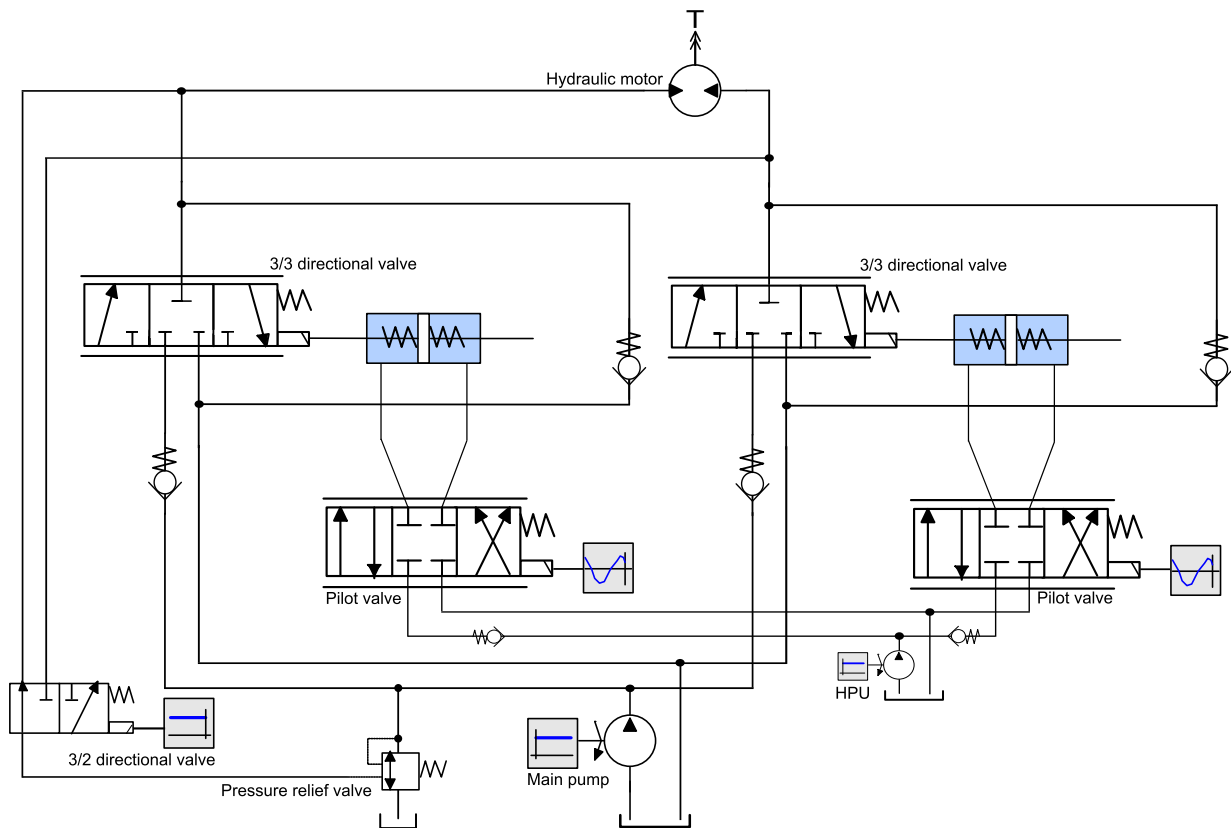 T
Hydraulic motor
3/3 directional valve
3/3 directional valve
Pilot valve
Pilot valve
HPU
3/2 directional valve
Main pump
Pressure relief valve